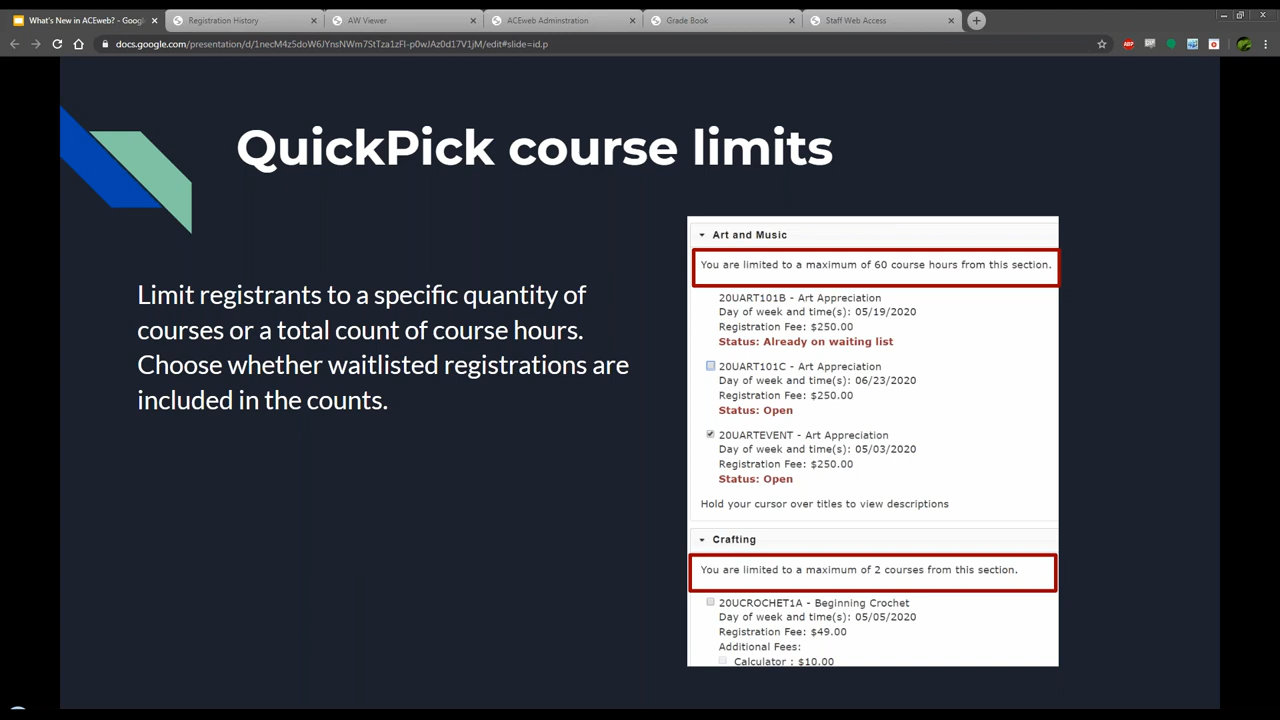 What's New in ACEweb? - Goog
Registration History
AW Viewer
ACEweb Adminstration
Grade Book
Staff Web Access
docs.google.com/presentation/d/1necM4z5doW6JYnsNWm7StTza1zFl-p0wJAz0d17V1jM/edit#slide=id.p
ABP
QuickPick course limits
Limit registrants to a specific quantity of
courses or a total count of course hours.
Choose whether waitlisted registrations are
included in the counts.
Art and Music
You are limited to a maximum of 60 course hours from this section.
20UART101B - Art Appreciation
Day of week and time(s): 05/19/2020
Registration Fee: $250.00
Status: Already on waiting list
20UART101C - Art Appreciation
Day of week and time(s): 06/23/2020
Registration Fee: $250.00
Status: Open
20UARTEVENT - Art Appreciation
Day of week and time(s): 05/03/2020
Registration Fee: $250.00
Status: Open
Hold your cursor over titles to view descriptions
Crafting
You are limited to a maximum of 2 courses from this section.
20UCROCHET1A - Beginning Crochet
Day of week and time(s): 05/05/2020
Registration Fee: $49.00
Additional Fees:
Calculator : $10.00